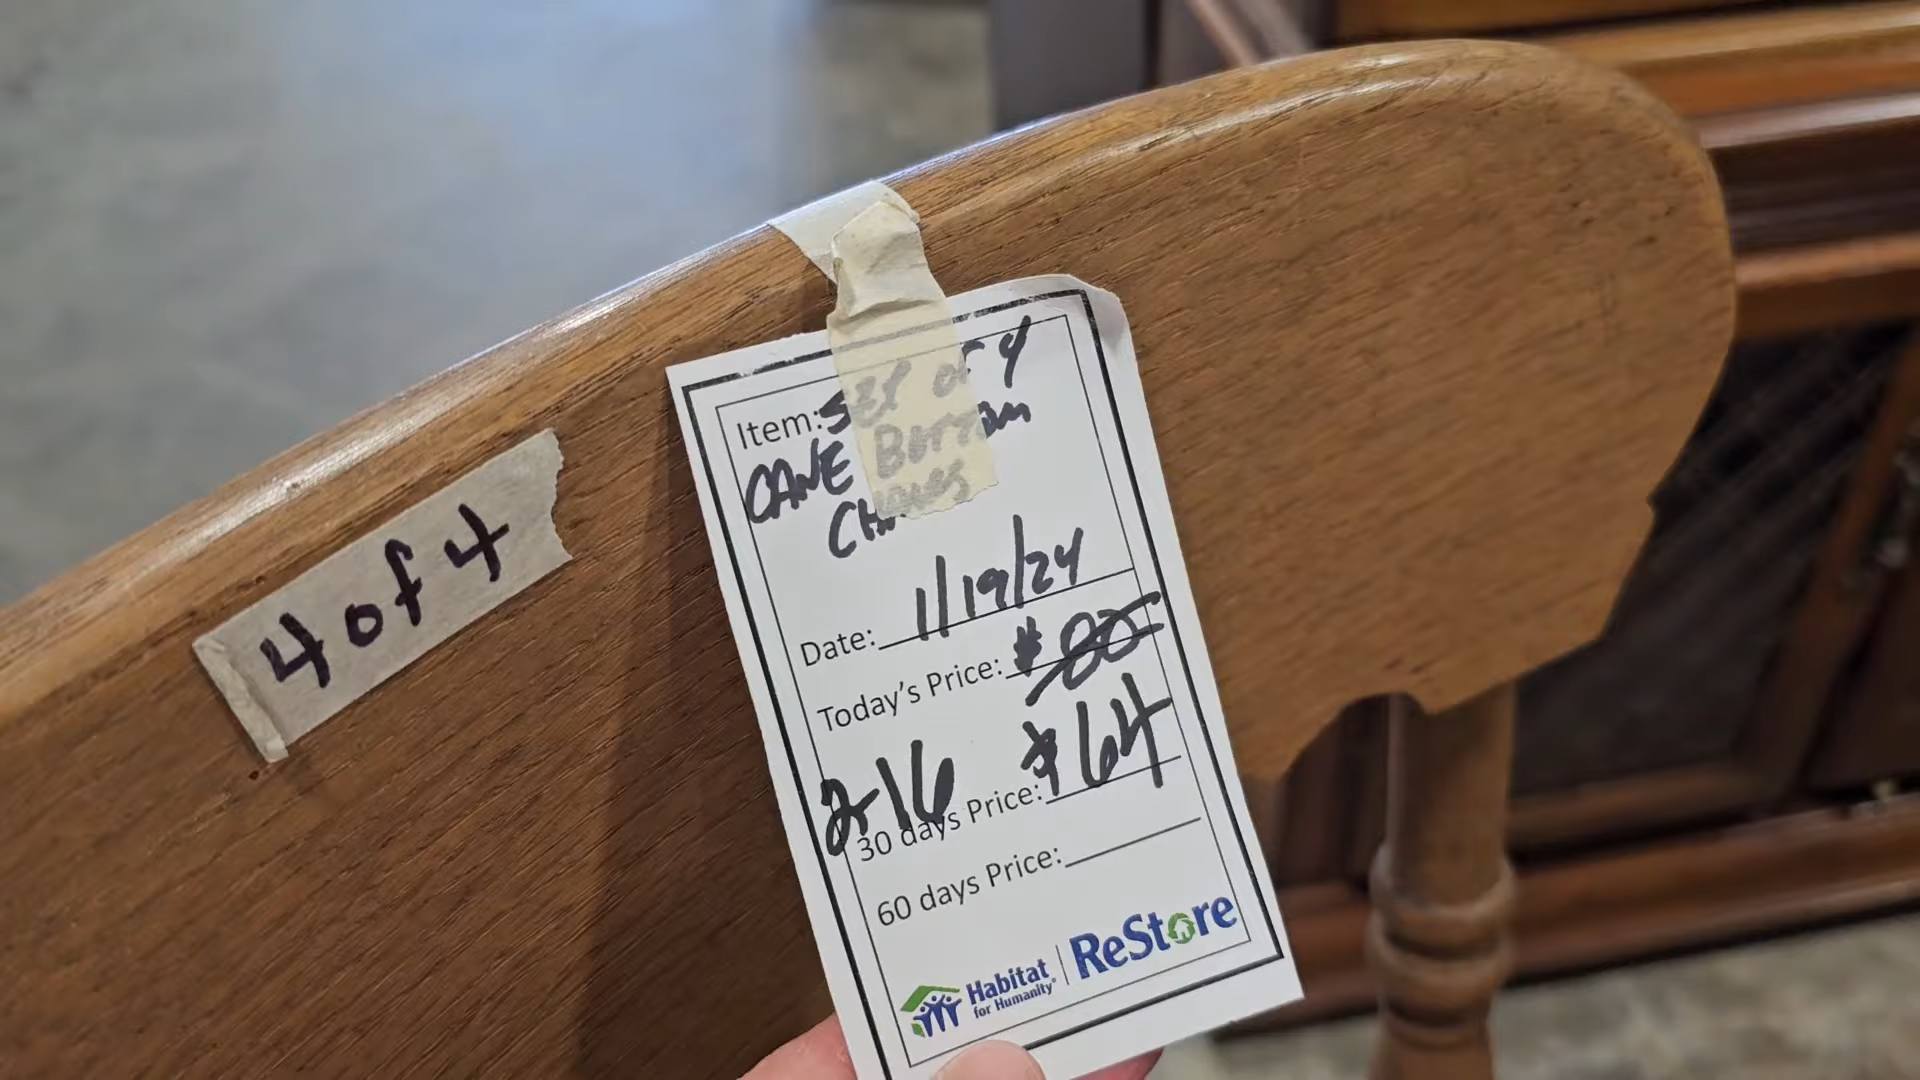 4 of 4
Item: SET OF 4
CANE BOTTOM
CHAIRS
Date: 1/19/24
Today's Price: $80
2-16 $64
30 days Price:
60 days Price:
Habitat for Humanity® | ReStore